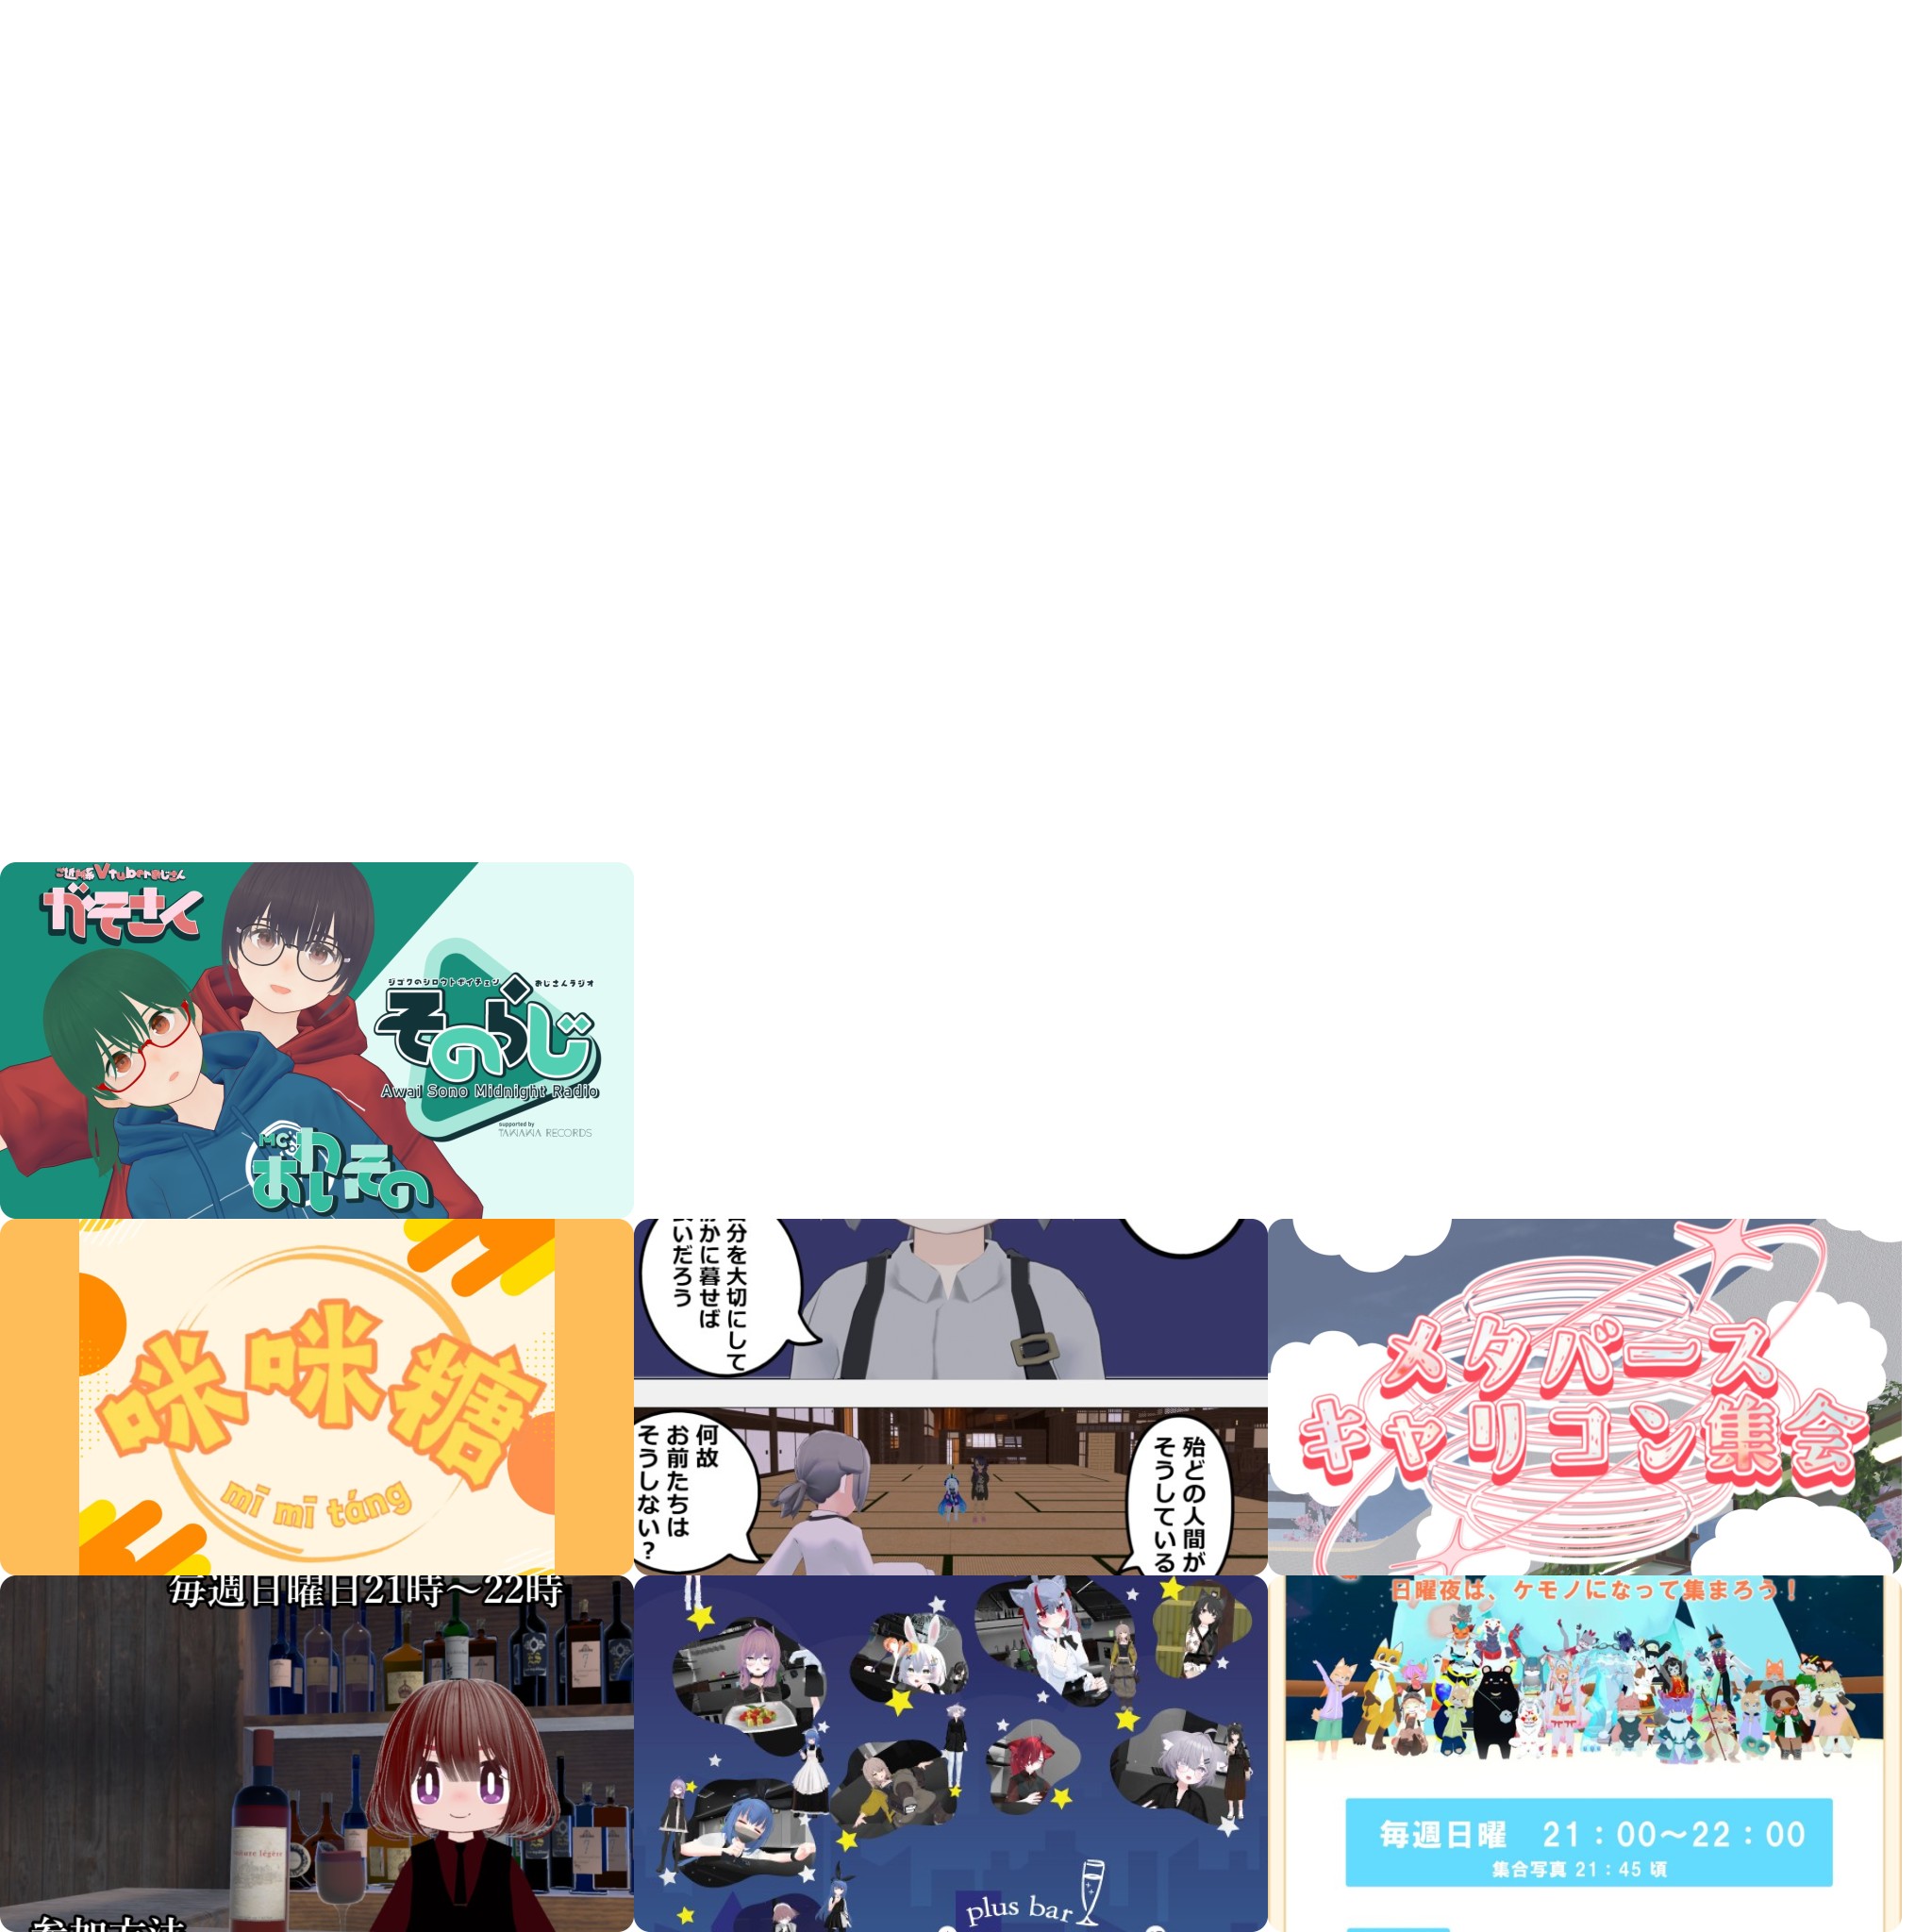 ご近所系Vtuberおじさん
がそさく
ジゴクのシロウトボイチェン おじさんラジオ
そのらじ
Awai Sono Midnight Radio
supported by
TAWAWA RECORDS
MC
あわいその
咪咪糖
mī mī táng
分を大切にして
かに暮せば
いだろう
殆どの人間が
そうしている
何故
お前たちは
そうしない?
メタバース
キャリコン集会
毎週日曜日21時～22時
参加方法
plus bar
日曜夜は、ケモノになって集まろう!
毎週日曜 21:00～22:00
集合写真 21:45 頃